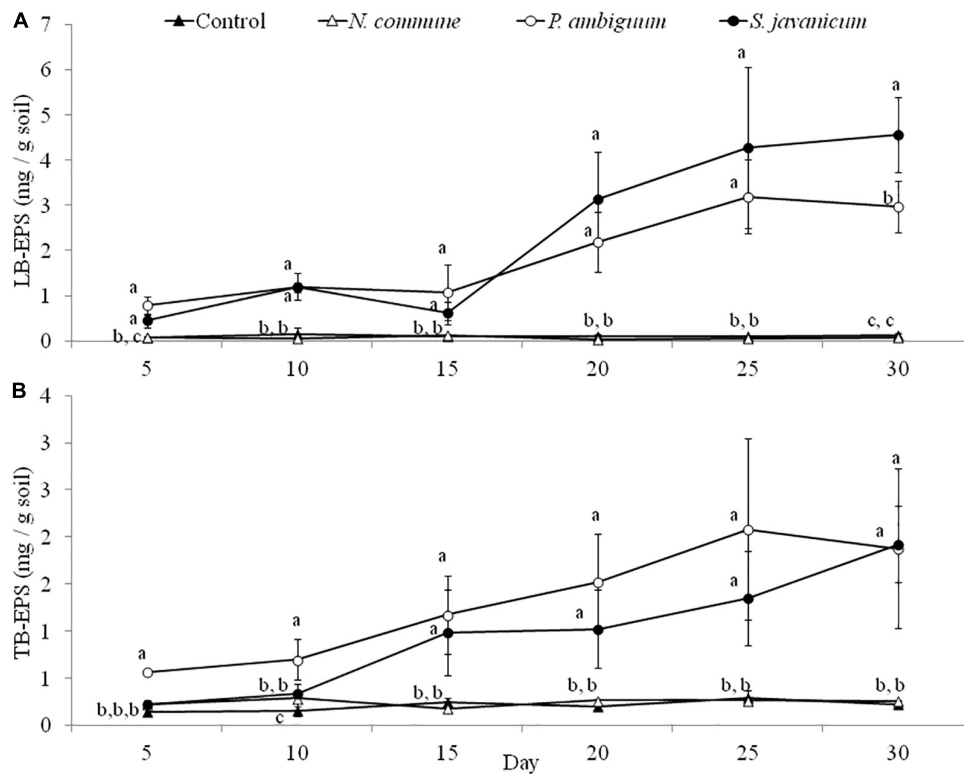 A
Control N. commune P. ambiguum S. javanicum
LB-EPS (mg / g soil)
7
6
5
4
3
2
1
0
a
a
b, c
a
a
b, b
a
a
b, b
a
a
b, b
a
a
b, b
a
b
c, c
5 10 15 20 25 30
B
TB-EPS (mg / g soil)
4
3
3
2
2
1
1
0
a
b,b,b
a
b, b
c
a
a
b, b
a
a
b, b
a
a
b, b
a
a
b, b
5 10 15 20 25 30
Day